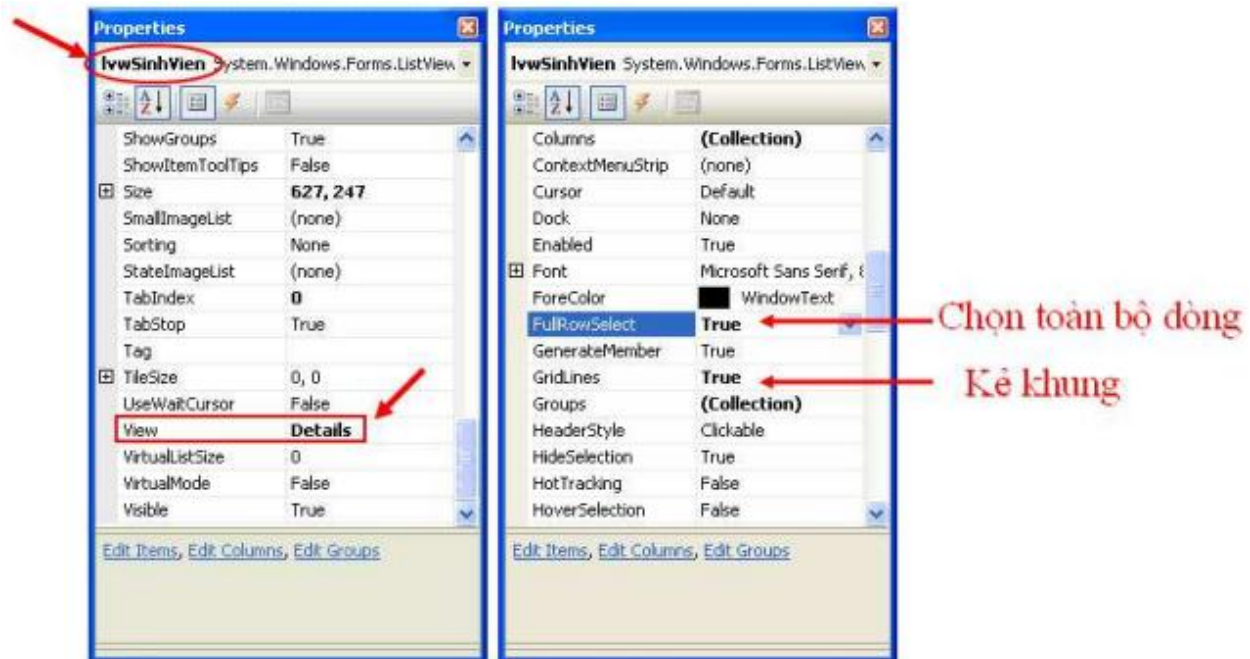 Properties
lvwSinhVien System.Windows.Forms.ListView
ShowGroups True
ShowItemToolTips False
Size 627, 247
SmallImageList (none)
Sorting None
StateImageList (none)
TabIndex 0
TabStop True
Tag
TileSize 0, 0
UseWaitCursor False
View Details
VirtualListSize 0
VirtualMode False
Visible True
Edit Items, Edit Columns, Edit Groups
Properties
lvwSinhVien System.Windows.Forms.ListView
Columns (Collection)
ContextMenuStrip (none)
Cursor Default
Dock None
Enabled True
Font Microsoft Sans Serif,
ForeColor WindowText
FullRowSelect True
GenerateMember True
GridLines True
Groups (Collection)
HeaderStyle Clickable
HideSelection True
HotTracking False
HoverSelection False
Edit Items, Edit Columns, Edit Groups
Chọn toàn bộ dòng
Kẻ khung